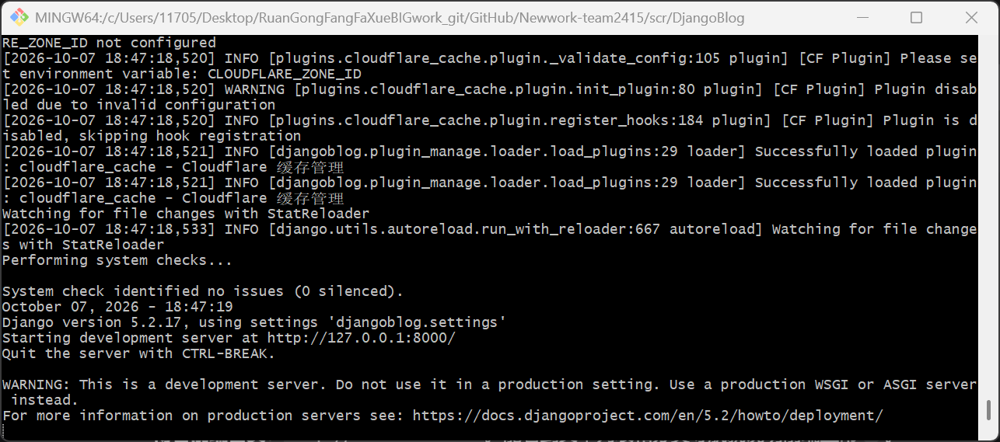 MINGW64:/c/Users/11705/Desktop/RuanGongFangFaXueBIGwork_git/GitHub/Newwork-team2415/scr/DjangoBlog
RE_ZONE_ID not configured
[2026-10-07 18:47:18,520] INFO [plugins.cloudflare_cache.plugin._validate_config:105 plugin] [CF Plugin] Please se
t environment variable: CLOUDFLARE_ZONE_ID
[2026-10-07 18:47:18,520] WARNING [plugins.cloudflare_cache.plugin.init_plugin:80 plugin] [CF Plugin] Plugin disab
led due to invalid configuration
[2026-10-07 18:47:18,520] INFO [plugins.cloudflare_cache.plugin.register_hooks:184 plugin] [CF Plugin] Plugin is d
isabled, skipping hook registration
[2026-10-07 18:47:18,521] INFO [djangoblog.plugin_manage.loader.load_plugins:29 loader] Successfully loaded plugin
: cloudflare_cache - Cloudflare 缓存管理
[2026-10-07 18:47:18,521] INFO [djangoblog.plugin_manage.loader.load_plugins:29 loader] Successfully loaded plugin
: cloudflare_cache - Cloudflare 缓存管理
Watching for file changes with StatReloader
[2026-10-07 18:47:18,533] INFO [django.utils.autoreload.run_with_reloader:667 autoreload] Watching for file change
s with StatReloader
Performing system checks...
System check identified no issues (0 silenced).
October 07, 2026 - 18:47:19
Django version 5.2.17, using settings 'djangoblog.settings'
Starting development server at http://127.0.0.1:8000/
Quit the server with CTRL-BREAK.
WARNING: This is a development server. Do not use it in a production setting. Use a production WSGI or ASGI server
 instead.
For more information on production servers see: https://docs.djangoproject.com/en/5.2/howto/deployment/